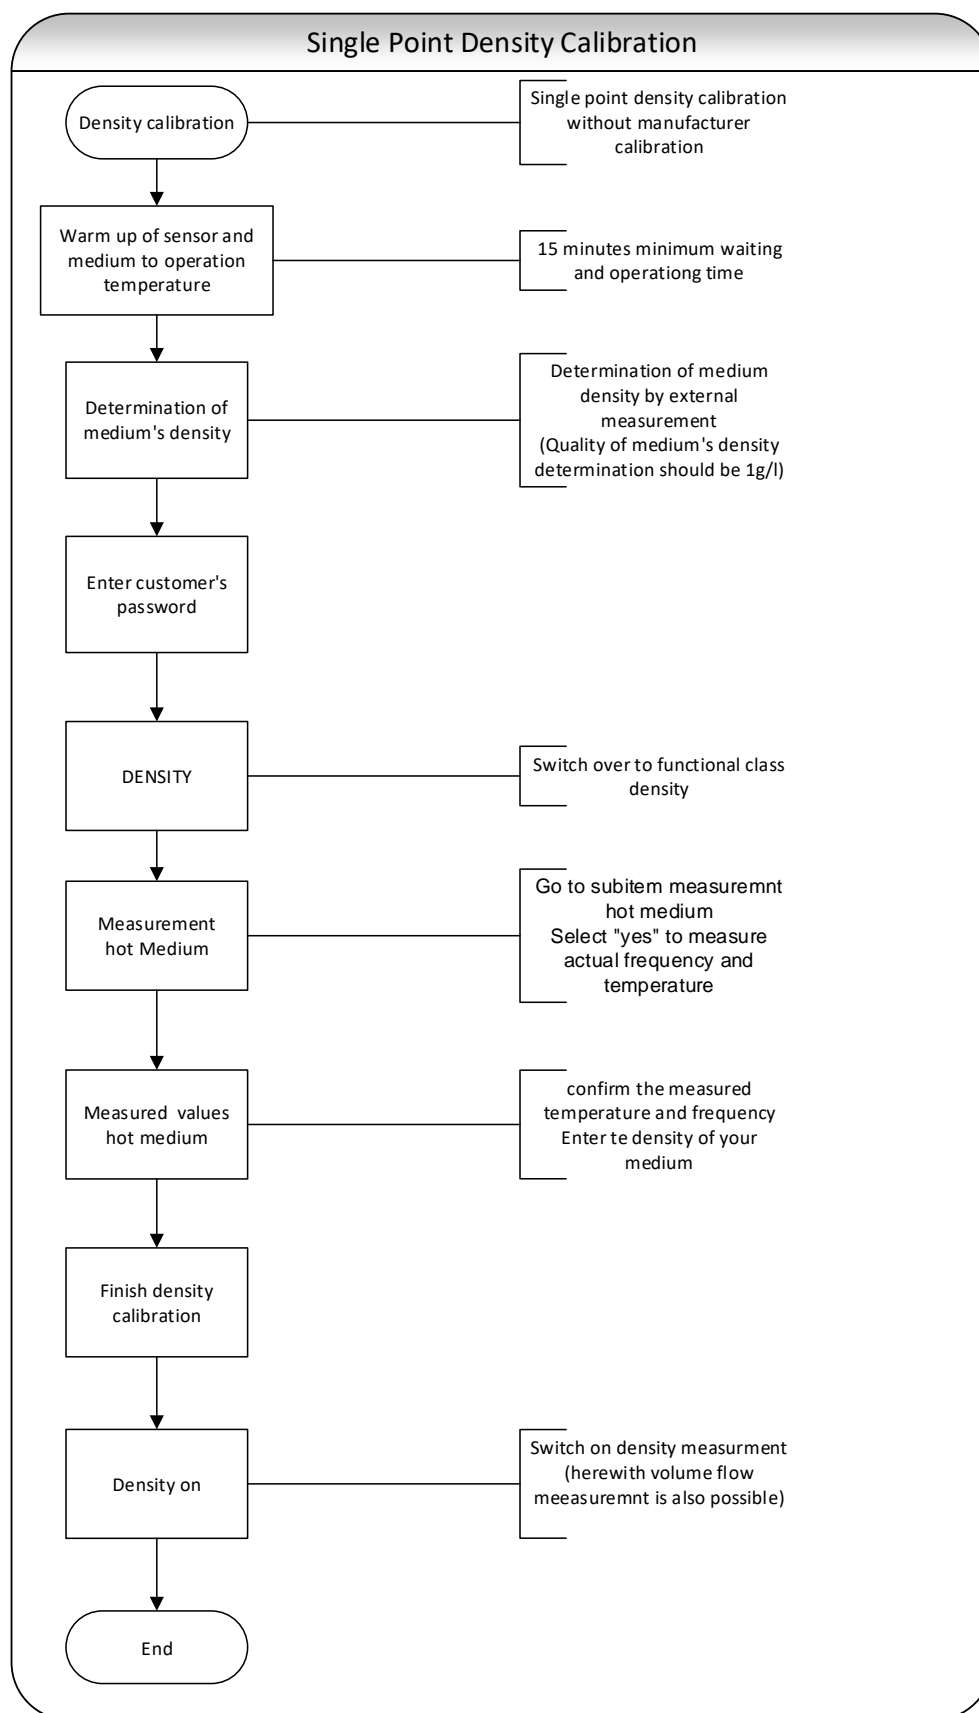 Single Point Density Calibration
Density calibration
Single point density calibration
without manufacturer
calibration
Warm up of sensor and
medium to operation
temperature
15 minutes minimum waiting
and operationg time
Determination of
medium's density
Determination of medium
density by external
measurement
(Quality of medium's density
determination should be 1g/l)
Enter customer's
password
DENSITY
Switch over to functional class
density
Measurement
hot Medium
Go to subitem measuremnt
hot medium
Select "yes" to measure
actual frequency and
temperature
Measured  values
hot medium
confirm the measured
temperature and frequency
Enter te density of your
medium
Finish density
calibration
Density on
Switch on density measurment
(herewith volume flow
meeasuremnt is also possible)
End